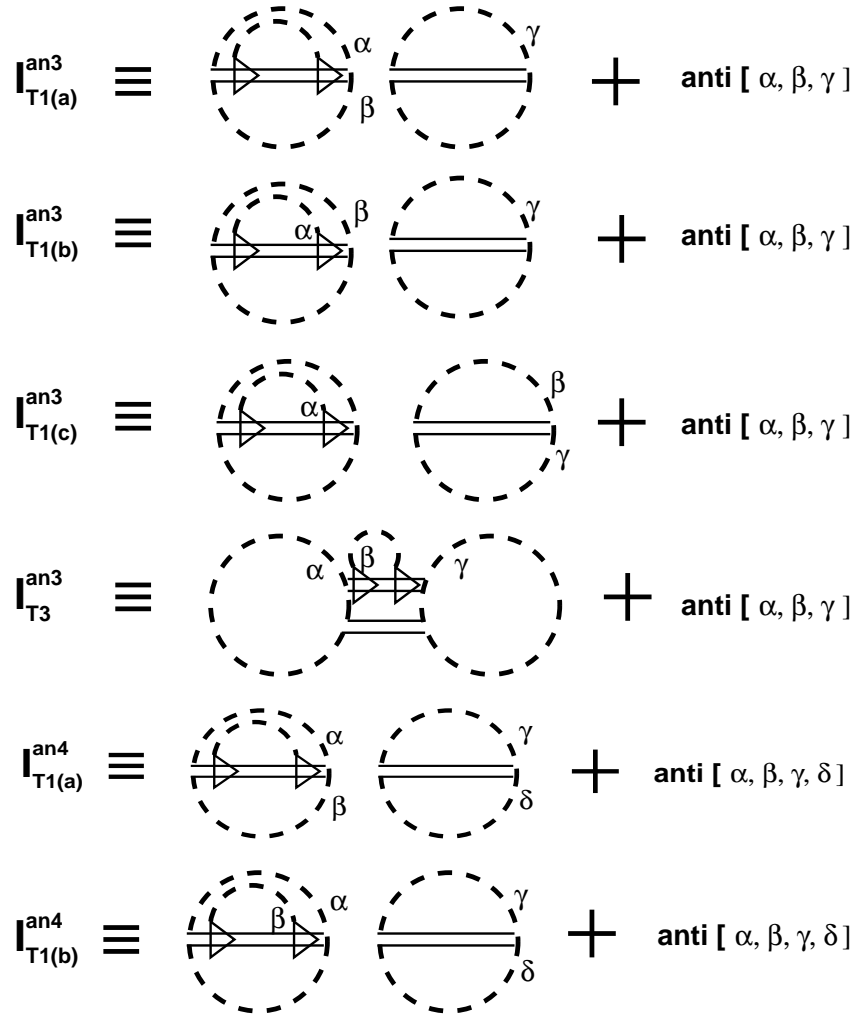 I an3 T1(a) ≡ α β γ + anti [ α, β, γ ]
I an3 T1(b) ≡ α β γ + anti [ α, β, γ ]
I an3 T1(c) ≡ α β γ + anti [ α, β, γ ]
I an3 T3 ≡ α β γ + anti [ α, β, γ ]
I an4 T1(a) ≡ α β γ δ + anti [ α, β, γ, δ ]
I an4 T1(b) ≡ β α γ δ + anti [ α, β, γ, δ ]